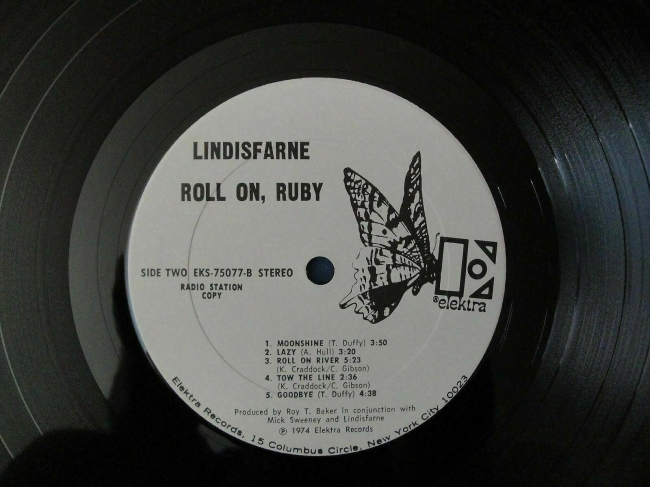 LINDISFARNE
ROLL ON, RUBY
SIDE TWO EKS-75077-B STEREO
RADIO STATION
COPY
®elektra
1. MOONSHINE (T. Duffy) 3:50
2. LAZY (A. Hull) 3:20
3. ROLL ON RIVER 5:23
(K. Craddock/C. Gibson)
4. TOW THE LINE 2:36
(K. Craddock/C. Gibson)
5. GOODBYE (T. Duffy) 4:38
Produced by Roy T. Baker in conjunction with
Mick Sweeney and Lindisfarne
℗ 1974 Elektra Records
Elektra Records, 15 Columbus Circle, New York City 10023